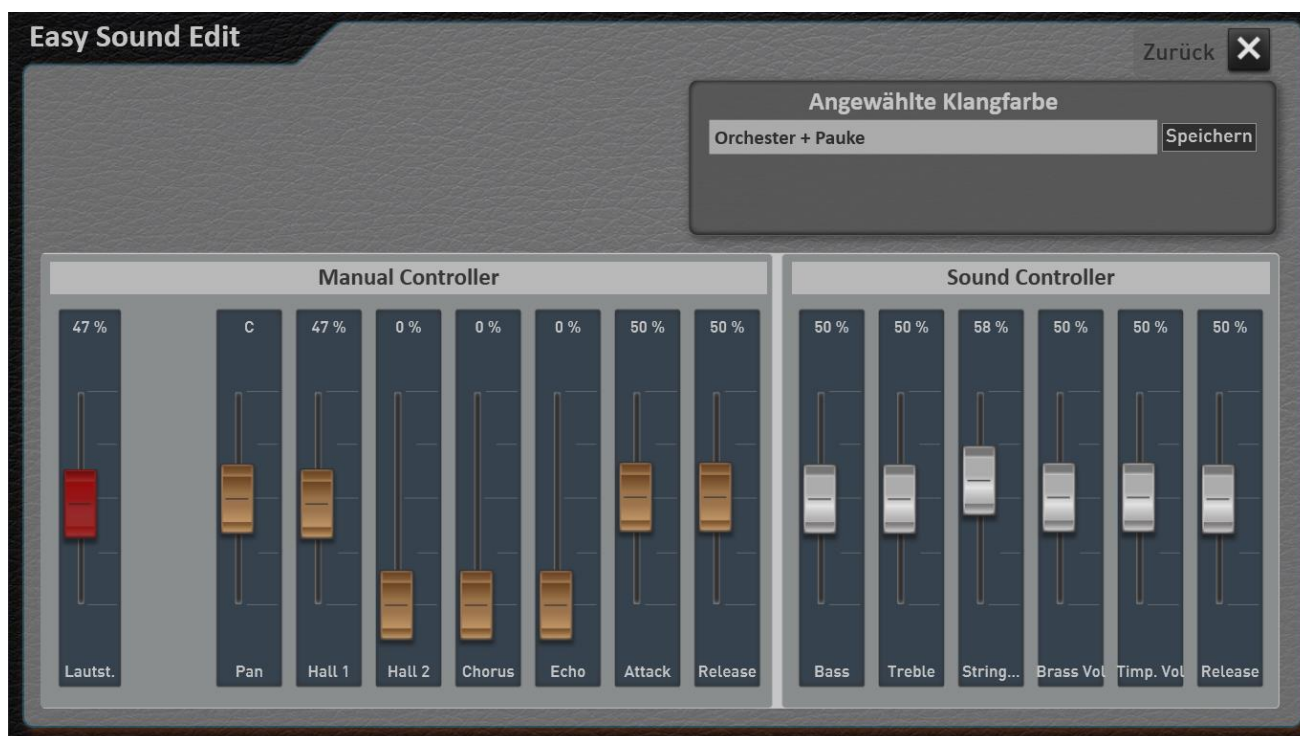 Easy Sound Edit
Zurück
Angewählte Klangfarbe
Orchester + Pauke Speichern
Manual Controller
47 % C 47 % 0 % 0 % 0 % 50 % 50 %
Lautst. Pan Hall 1 Hall 2 Chorus Echo Attack Release
Sound Controller
50 % 50 % 58 % 50 % 50 % 50 %
Bass Treble String... Brass Vol Timp. Vol Release